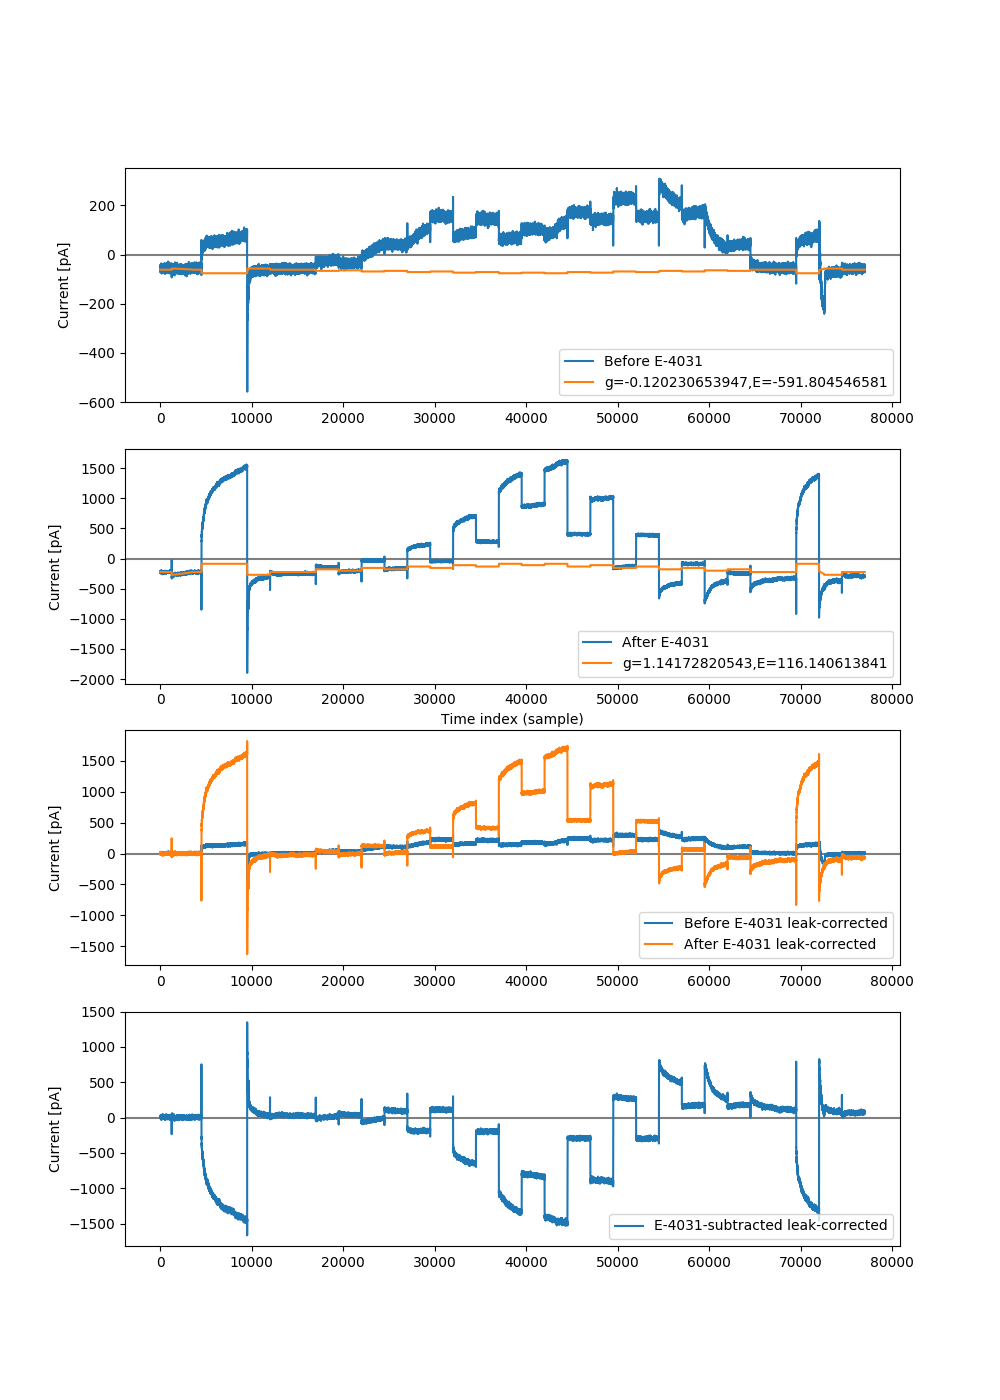 200
0
−200
−400
−600
Current [pA]
Before E-4031
g=-0.120230653947,E=-591.804546581
0 10000 20000 30000 40000 50000 60000 70000 80000
1500
1000
500
0
−500
−1000
−1500
−2000
Current [pA]
After E-4031
g=1.14172820543,E=116.140613841
0 10000 20000 30000 40000 50000 60000 70000 80000
Time index (sample)
1500
1000
500
0
−500
−1000
−1500
Current [pA]
Before E-4031 leak-corrected
After E-4031 leak-corrected
0 10000 20000 30000 40000 50000 60000 70000 80000
1500
1000
500
0
−500
−1000
−1500
Current [pA]
E-4031-subtracted leak-corrected
0 10000 20000 30000 40000 50000 60000 70000 80000